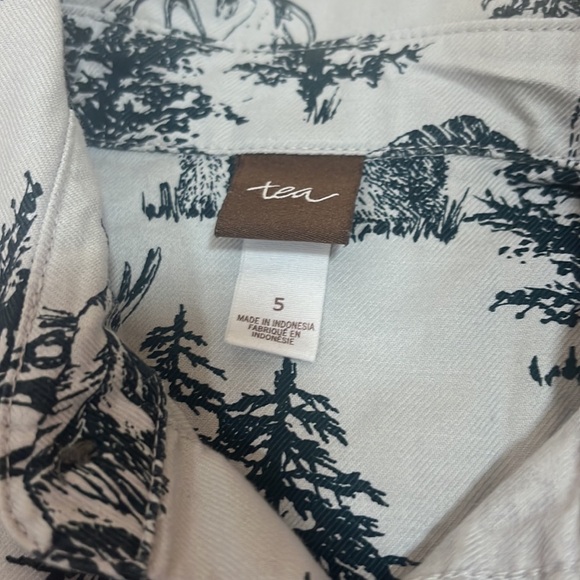 tea
5
MADE IN INDONESIA
FABRIQUÉ EN
INDONÉSIE